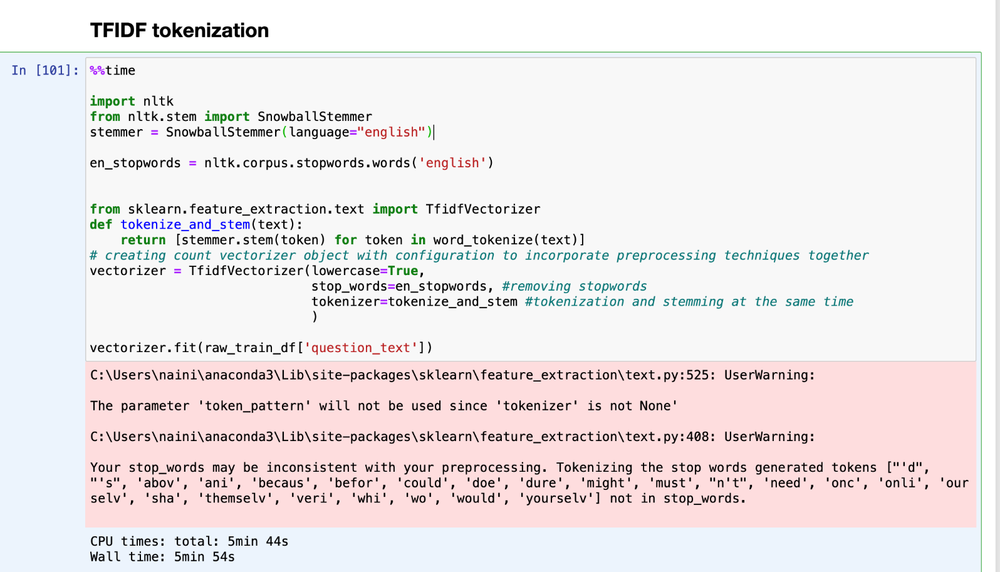 TFIDF tokenization
In [101]:
%%time
import nltk
from nltk.stem import SnowballStemmer
stemmer = SnowballStemmer(language="english")
en_stopwords = nltk.corpus.stopwords.words('english')
from sklearn.feature_extraction.text import TfidfVectorizer
def tokenize_and_stem(text):
    return [stemmer.stem(token) for token in word_tokenize(text)]
# creating count vectorizer object with configuration to incorporate preprocessing techniques together
vectorizer = TfidfVectorizer(lowercase=True,
                             stop_words=en_stopwords, #removing stopwords
                             tokenizer=tokenize_and_stem #tokenization and stemming at the same time
                             )
vectorizer.fit(raw_train_df['question_text'])
C:\Users\naini\anaconda3\Lib\site-packages\sklearn\feature_extraction\text.py:525: UserWarning:
The parameter 'token_pattern' will not be used since 'tokenizer' is not None'
C:\Users\naini\anaconda3\Lib\site-packages\sklearn\feature_extraction\text.py:408: UserWarning:
Your stop_words may be inconsistent with your preprocessing. Tokenizing the stop words generated tokens ["'d",
"'s", 'abov', 'ani', 'becaus', 'befor', 'could', 'doe', 'dure', 'might', 'must', "n't", 'need', 'onc', 'onli', 'our
selv', 'sha', 'themselv', 'veri', 'whi', 'wo', 'would', 'yourselv'] not in stop_words.
CPU times: total: 5min 44s
Wall time: 5min 54s